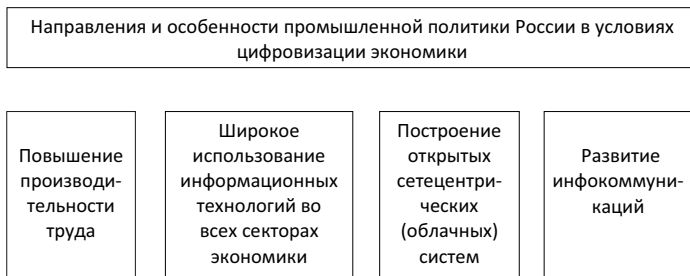 Направления и особенности промышленной политики России в условиях
цифровизации экономики
Повышение
производи-
тельности
труда
Широкое
использование
информационных
технологий во
всех секторах
экономики
Построение
открытых
сетецентри-
ческих
(облачных)
систем
Развитие
инфокоммуни-
каций